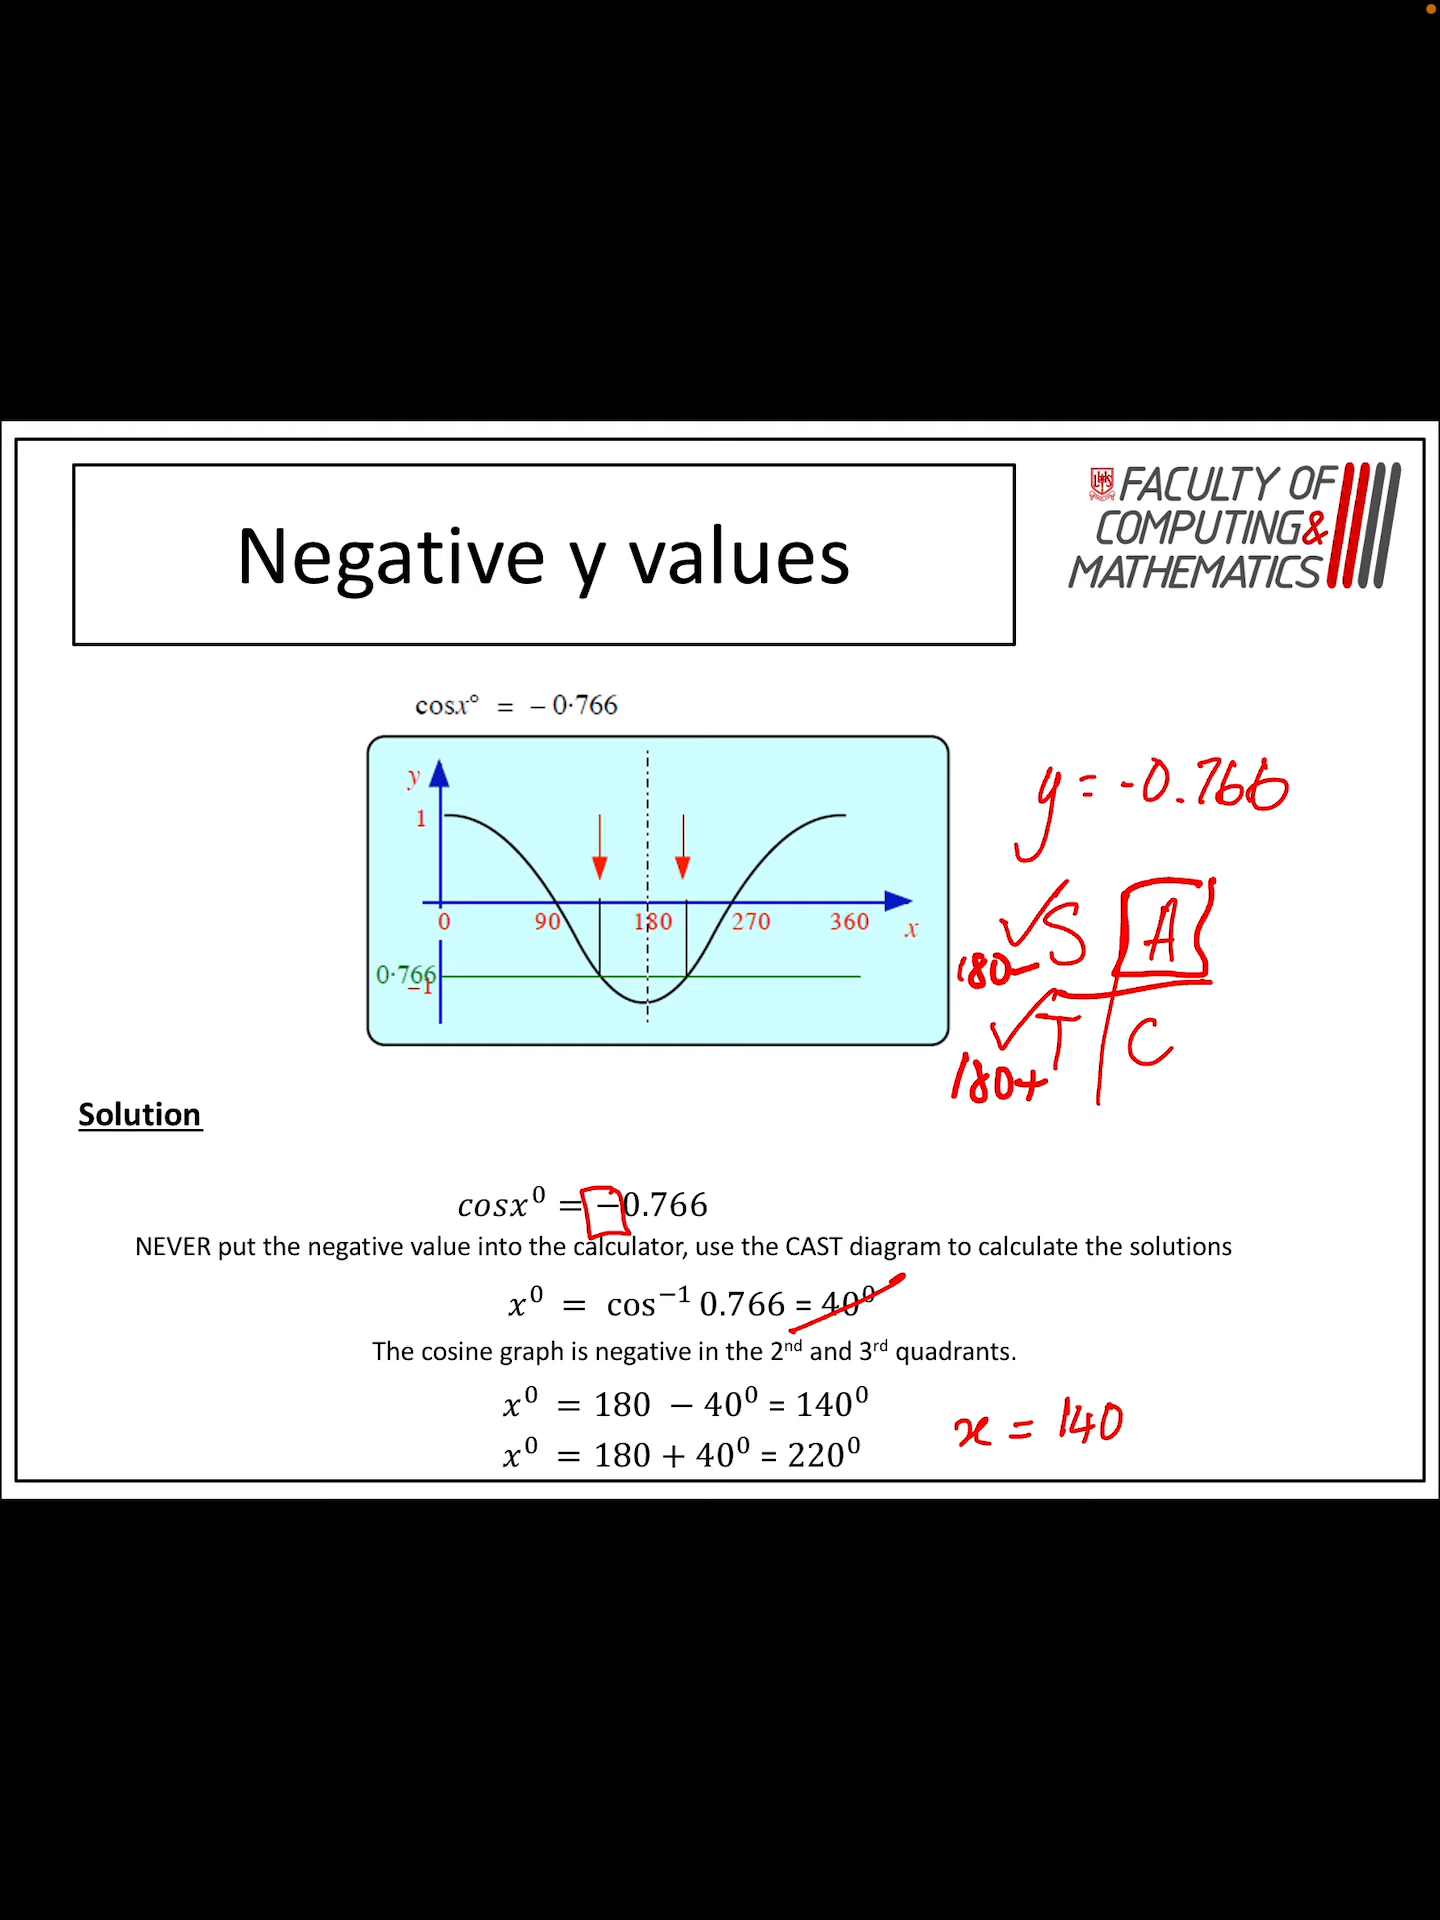 FACULTY OF
COMPUTING&
MATHEMATICS
Negative y values
cosx° = – 0·766
y
1
0 90 180 270 360 x
0·766
–1
y = -0.766
S A
180-
T C
180+
Solution
cosx⁰ = −0.766
NEVER put the negative value into the calculator, use the CAST diagram to calculate the solutions
x⁰ = cos⁻¹ 0.766 = 40⁰
The cosine graph is negative in the 2nd and 3rd quadrants.
x⁰ = 180 − 40⁰ = 140⁰
x⁰ = 180 + 40⁰ = 220⁰
x = 140